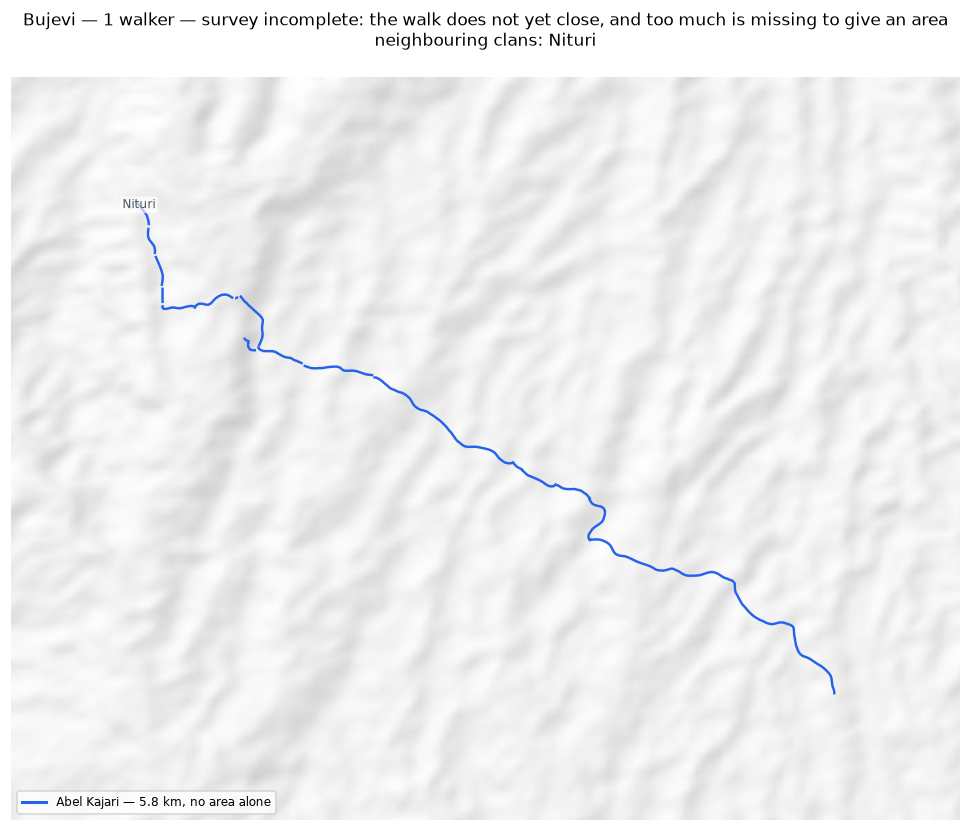 Bujevi — 1 walker — survey incomplete: the walk does not yet close, and too much is missing to give an area
neighbouring clans: Nituri
Nituri
Abel Kajari — 5.8 km, no area alone